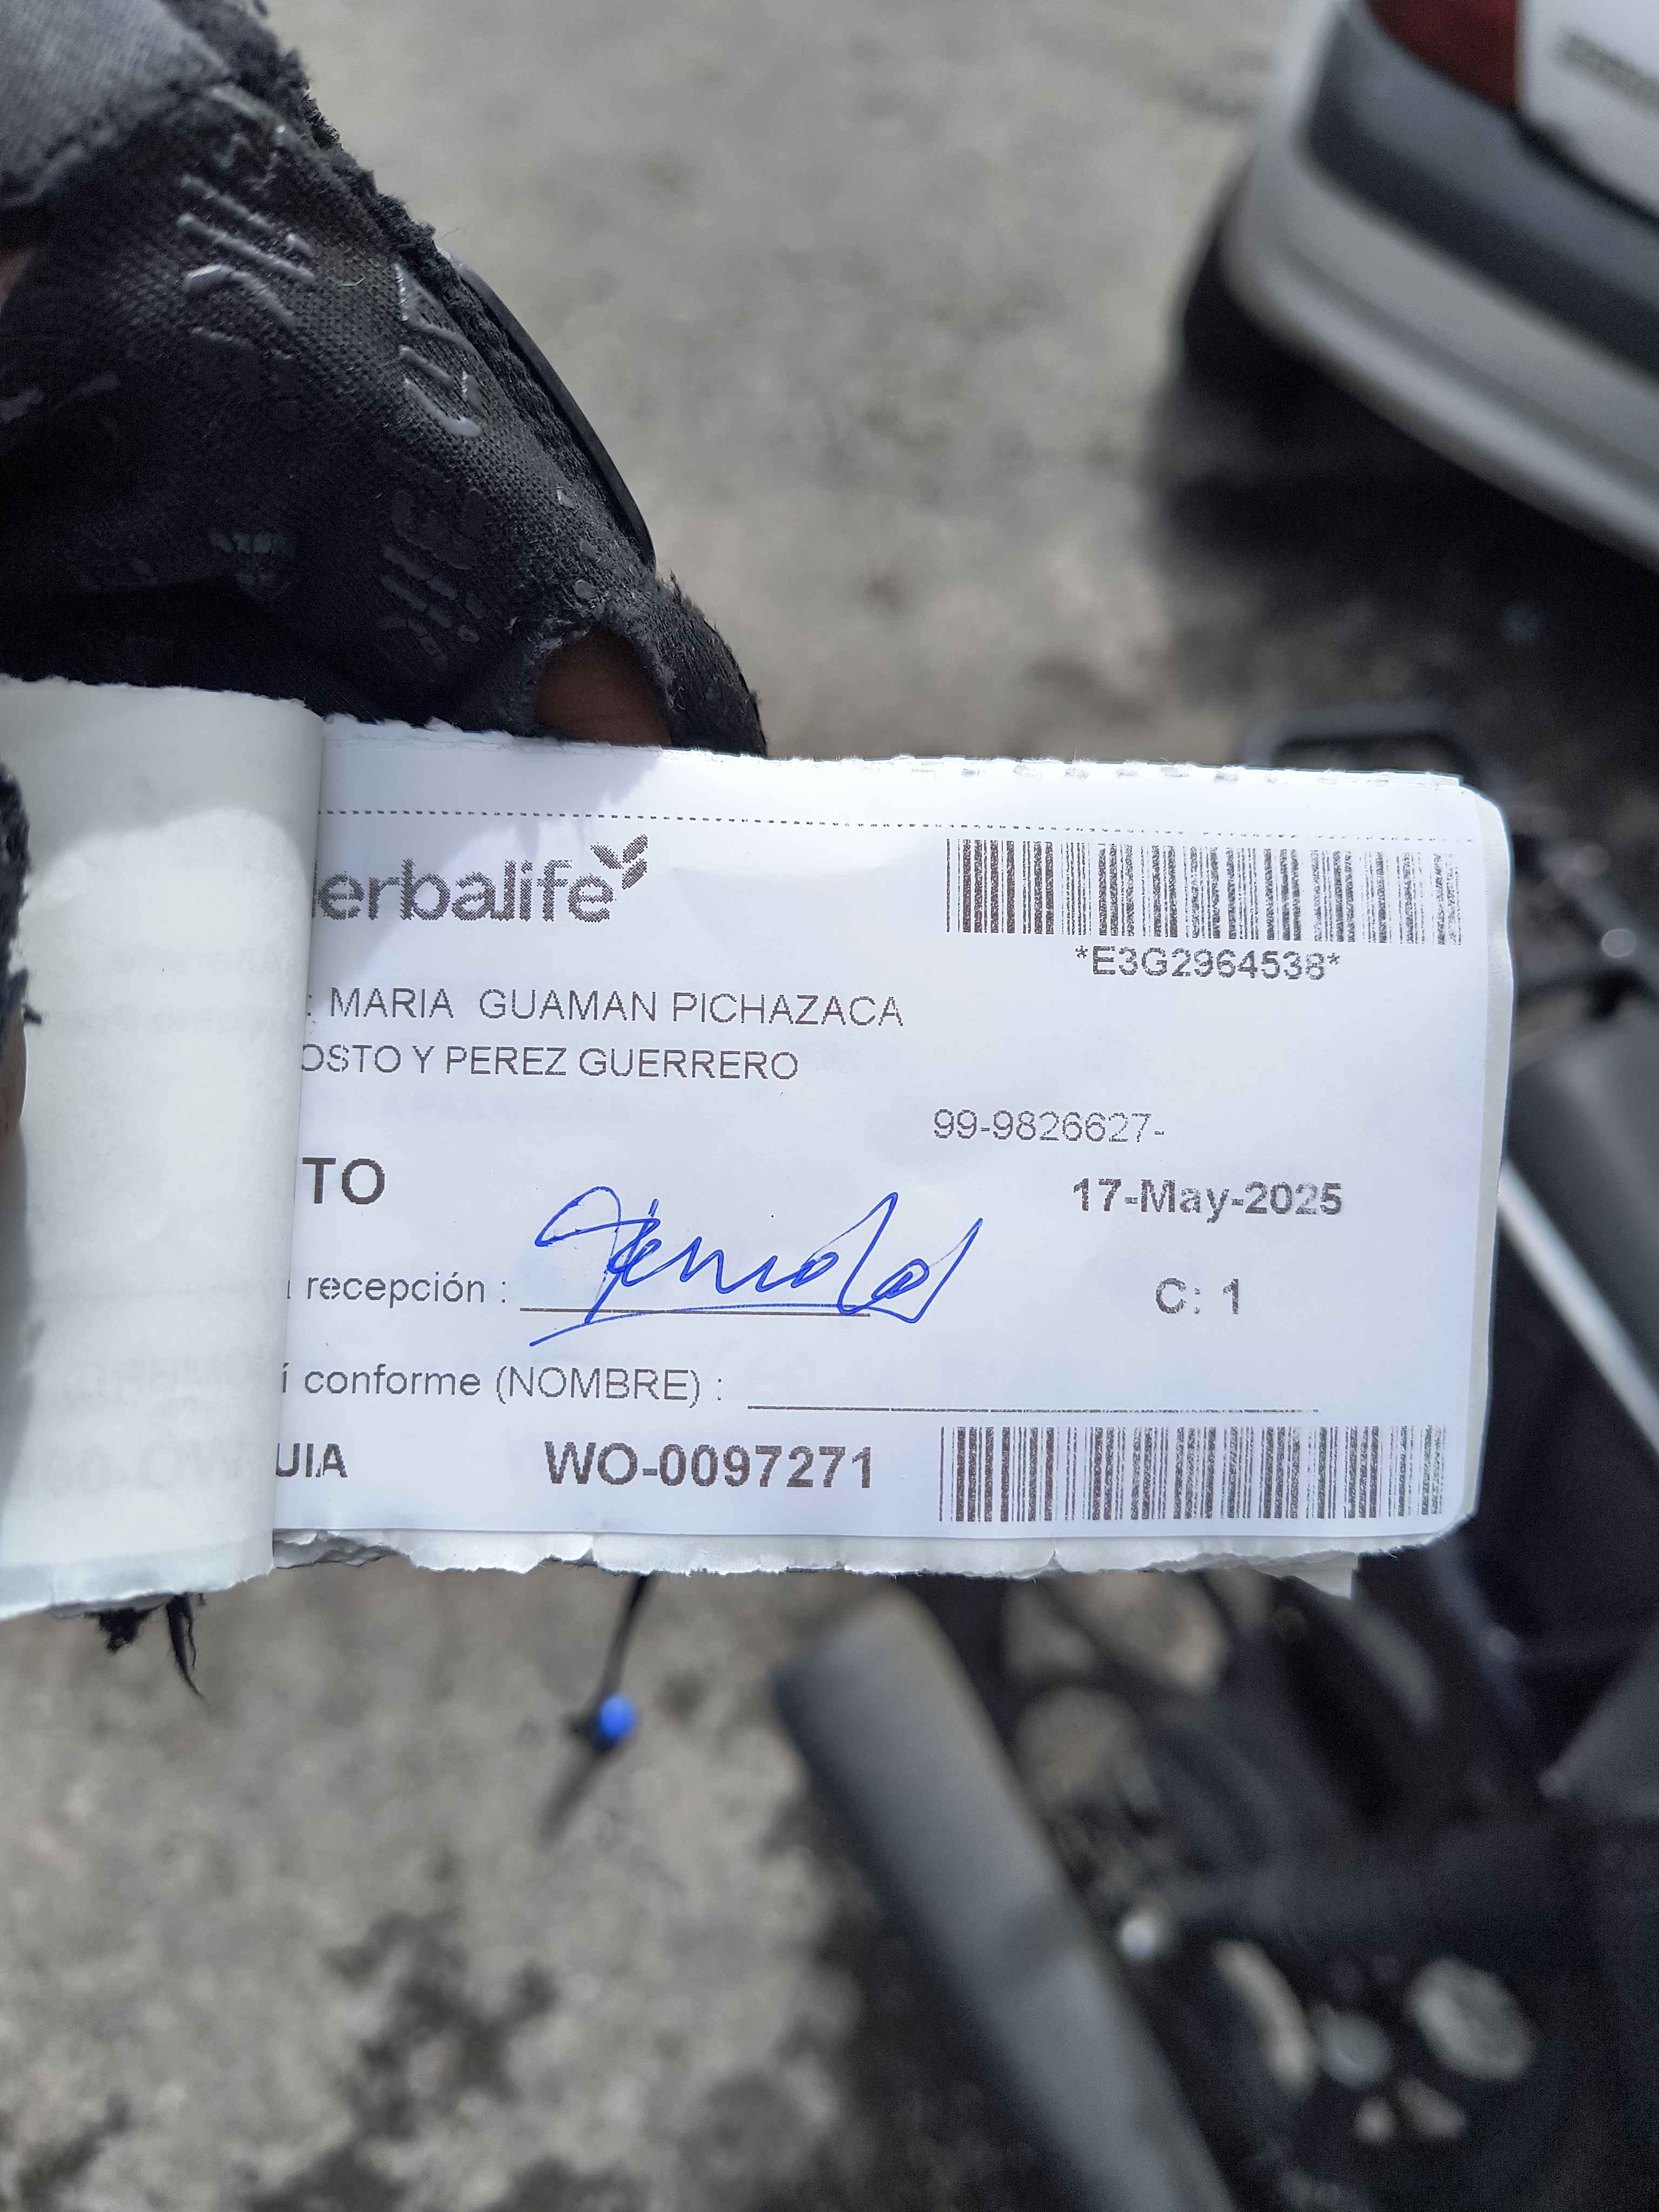 erbalife
*E3G2964538*
: MARIA GUAMAN PICHAZACA
OSTO Y PEREZ GUERRERO
99-9826627-
TO
17-May-2025
recepción :
C: 1
í conforme (NOMBRE) :
UIA WO-0097271